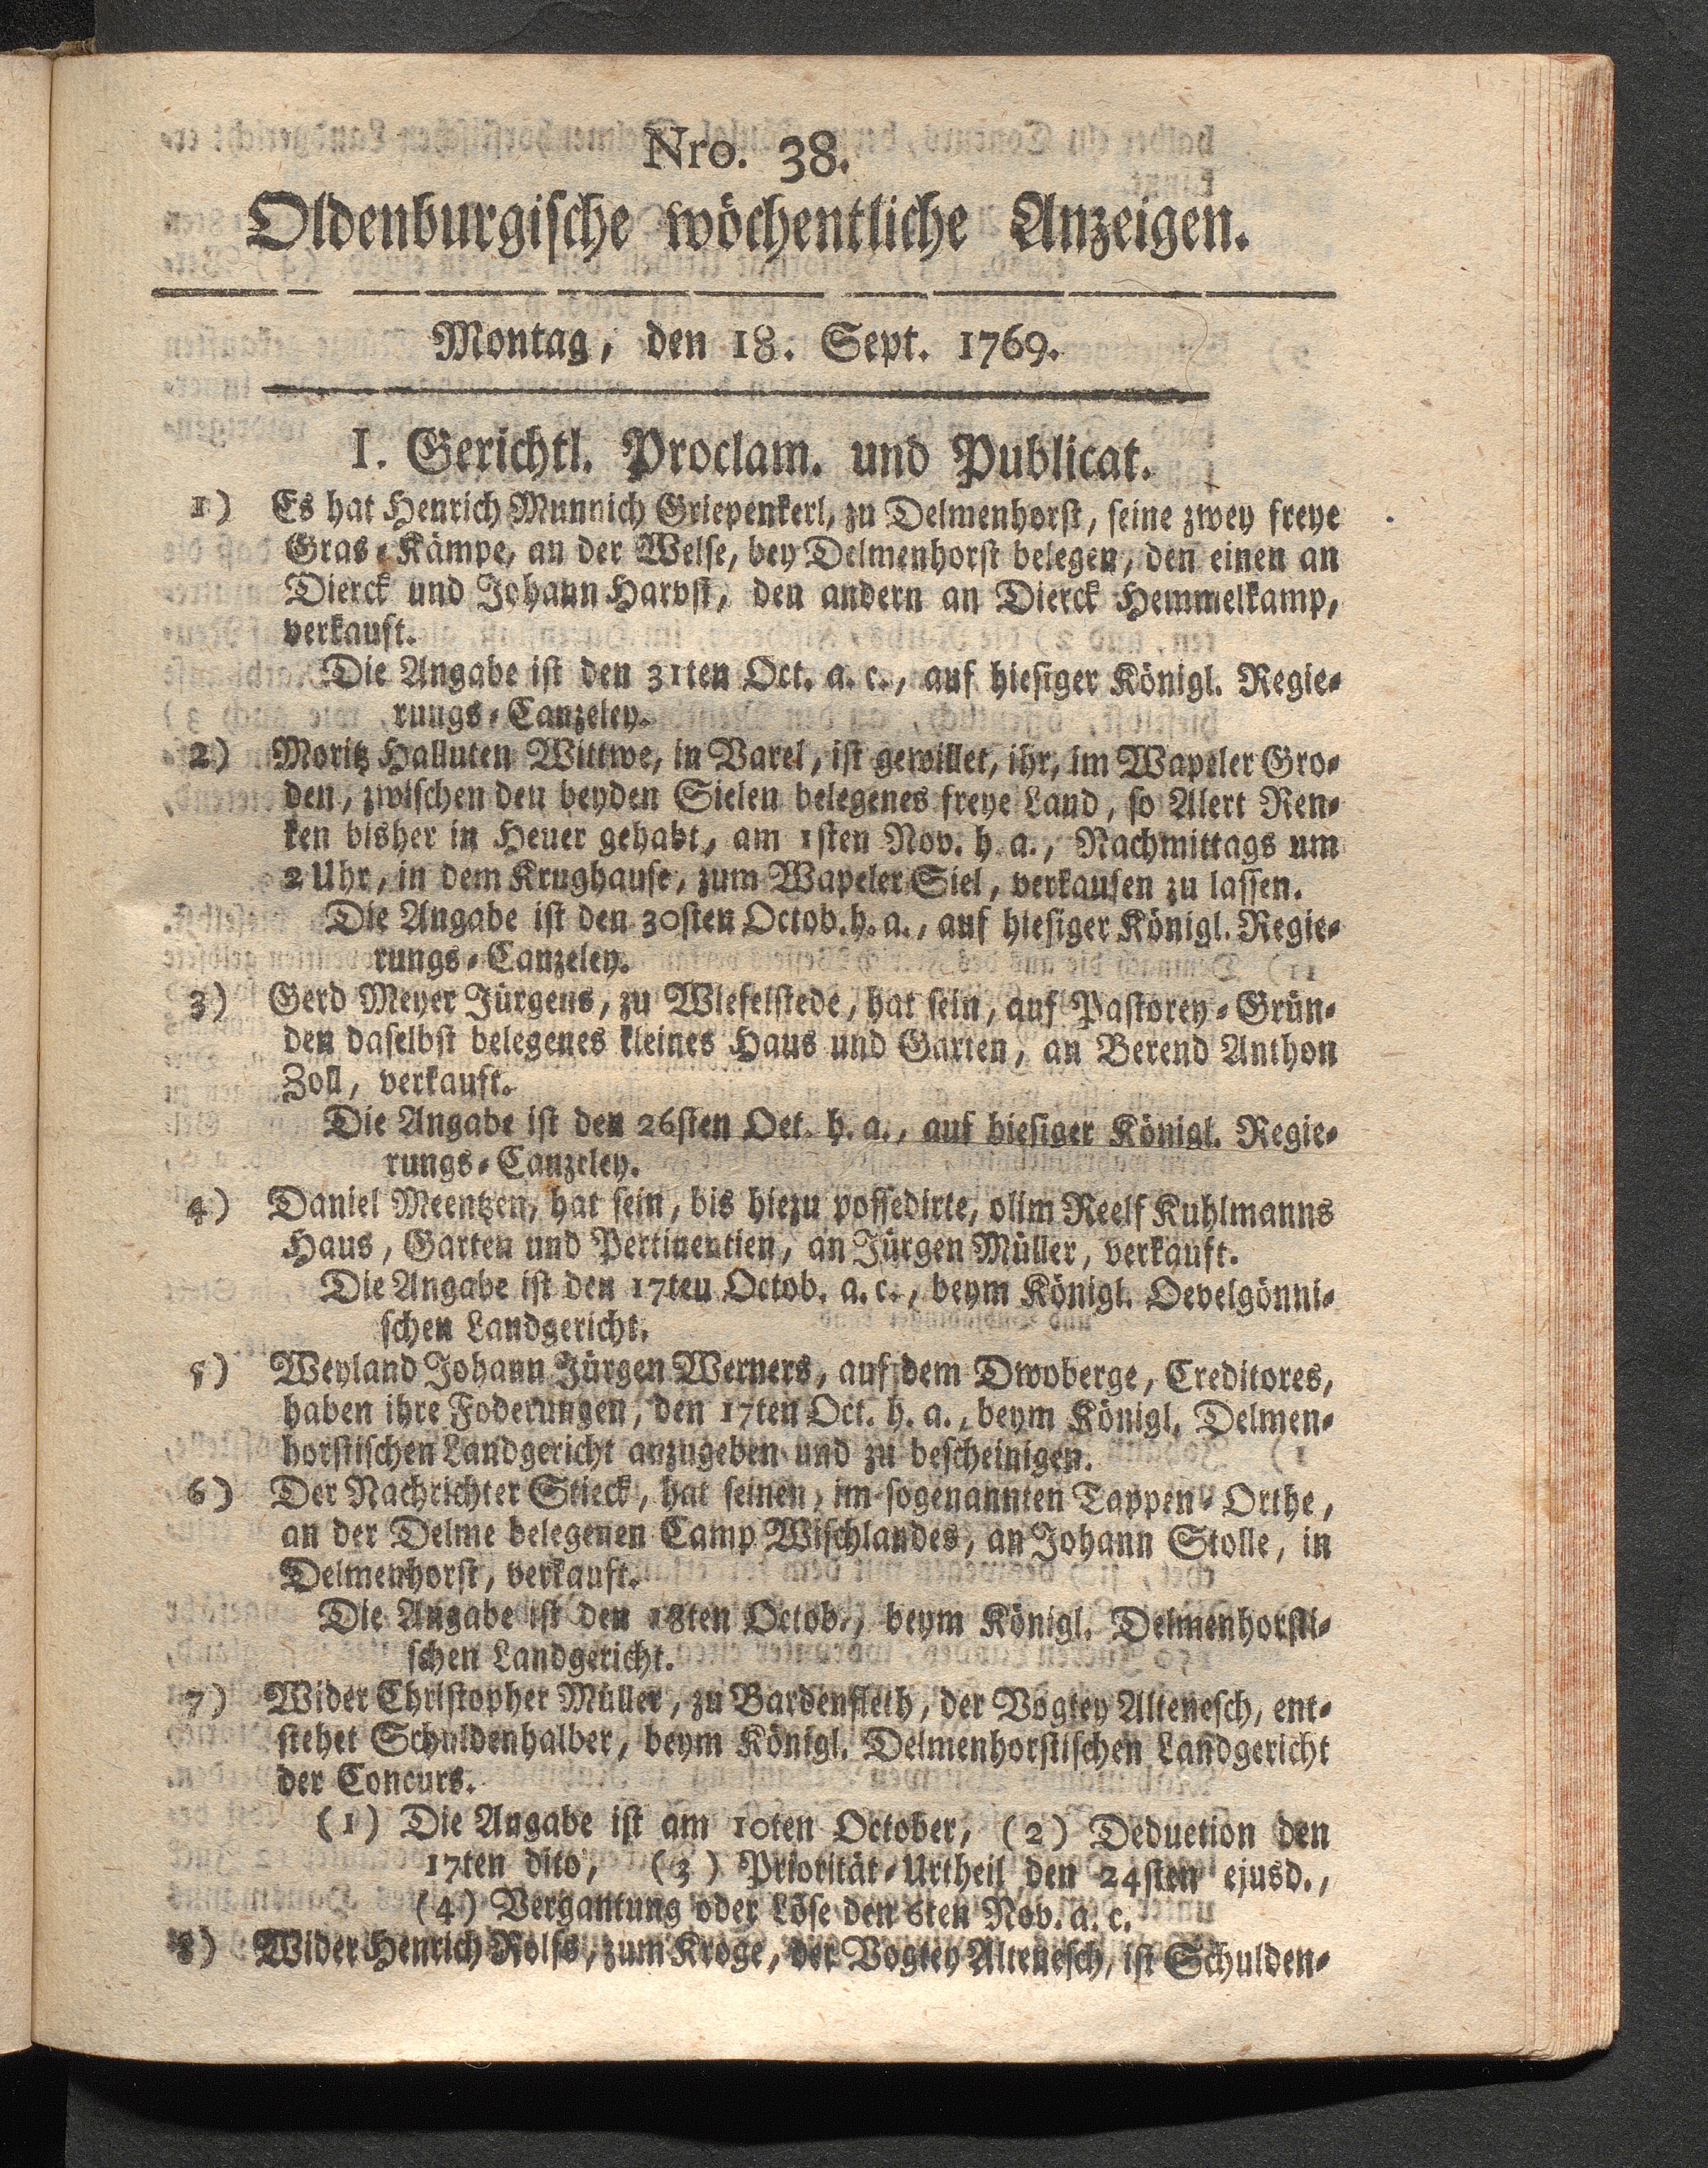 Nro. 38.
Oldenburgische wöchentliche Anzeigen.
Montag, den 18. Sept. 1769.
I. Gerichtl. Proclam. und Publicat.
1) Es hat Henrich Munnich Griepenkerl, zu Delmenhorst, seine zwey freye
Gras-Kämpe, an der Welse, bey Delmenhorst belegen, den einen an
Dierck und Johann Harbst, den andern an Dierck Hemmelkamp,
verkauft.
Die Angabe ist den 31ten Oct. a. c., auf hiesiger Königl. Regie-
rungs-Canzeley.
2) Moritz Halluten Wittwe, in Varel, ist gewillet, ihr, im Wapeler Gro-
den, zwischen den beyden Sielen belegenes freye Land, so Alert Ren-
ken bisher in Heuer gehabt, am 1sten Nov. h. a., Nachmittags um
2 Uhr, in dem Krughause, zum Wapeler Siel, verkaufen zu lassen.
Die Angabe ist den 30sten Octob. h. a., auf hiesiger Königl. Regie-
rungs-Canzeley.
3) Gerd Meyer Jürgens, zu Wiefelstede, hat sein, auf Pastorey-Grün-
den daselbst belegenes kleines Haus und Garten, an Berend Anthon
Zoll, verkauft.
Die Angabe ist den 26sten Oct. h. a., auf hiesiger Königl. Regie-
rungs-Canzeley.
4) Daniel Meentzen, hat sein, bis hiezu possedirte, olim Reelf Kuhlmanns
Haus, Garten und Pertinentien, an Jürgen Müller, verkauft.
Die Angabe ist den 17ten Octob. a. c., beym Königl. Oevelgönni-
schen Landgericht.
5) Weyland Johann Jürgen Werners, auf dem Dwoberge, Creditores,
haben ihre Foderungen, den 17ten Oct. h. a., beym Königl. Delmen-
horstischen Landgericht anzugeben und zu bescheinigen.
6) Der Nachrichter Stieck, hat seinen, im sogenannten Tappen-Orthe,
an der Delme belegenen Camp Wischlandes, an Johann Stolle, in
Delmenhorst, verkauft.
Die Angabe ist den 18ten Octob., beym Königl. Delmenhorsti-
schen Landgericht.
7) Wider Christopher Müller, zu Bardenfleth, der Vogtey Altenesch, ent-
stehet Schuldenhalber, beym Königl. Delmenhorstischen Landgericht
der Concurs.
(1) Die Angabe ist am 10ten October, (2) Deduction den
17ten dito, (3) Priorität-Urtheil den 24sten ejusd.,
(4) Vergantung oder Löse den 6ten Nov. a. c.
8) Wider Henrich Rolfs, zum Kroge, der Vogtey Altenesch, ist Schulden-